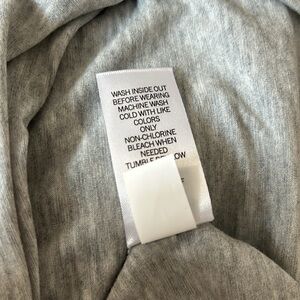 WASH INSIDE OUT
BEFORE WEARING
MACHINE WASH
COLD WITH LIKE
COLORS
ONLY
NON-CHLORINE
BLEACH WHEN
NEEDED
TUMBLE